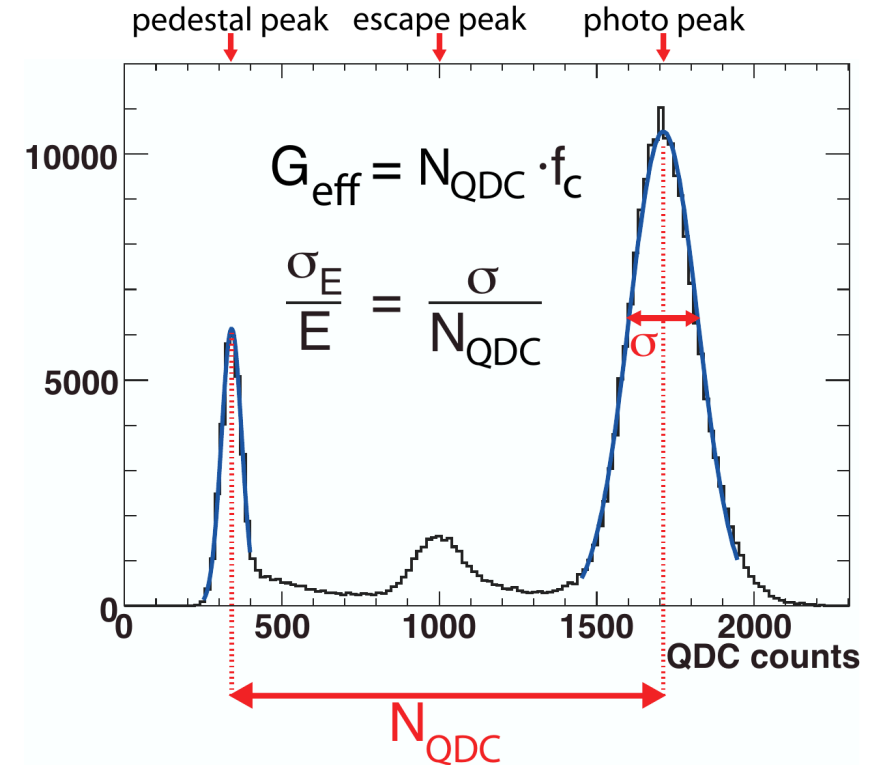 pedestal peak escape peak photo peak
10000
G_eff = N_QDC · f_c
σ_E / E = σ / N_QDC
σ
5000
0
0 500 1000 1500 2000
QDC counts
N_QDC